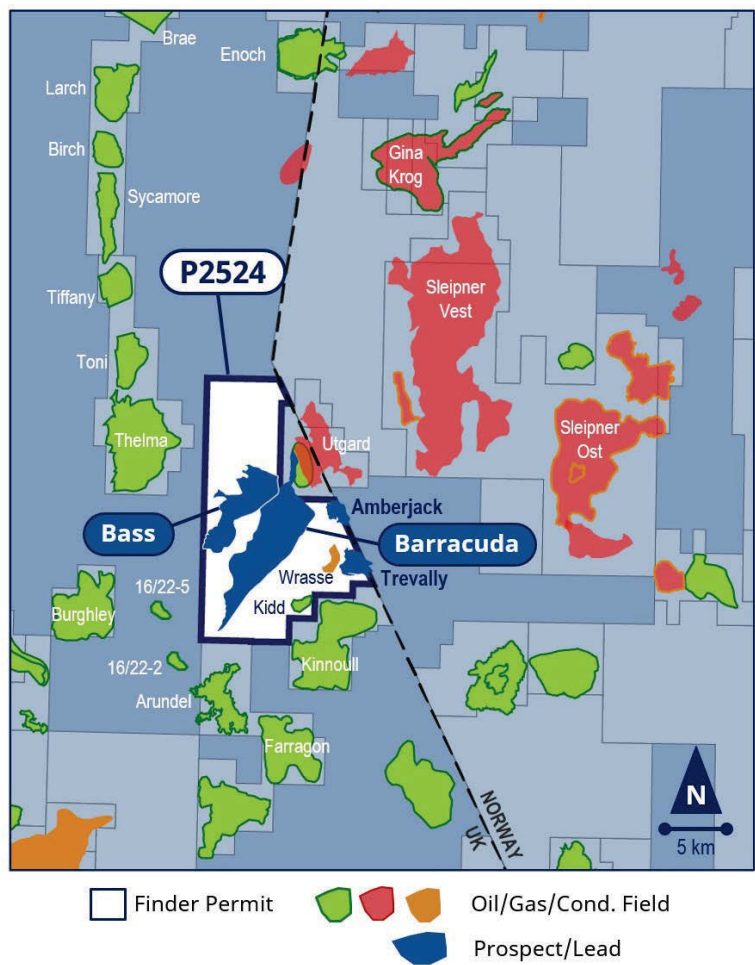 Brae
Enoch
Larch
Birch
Gina
Krog
Sycamore
P2524
Sleipner
Vest
Tiffany
Toni
Thelma
Utgard
Sleipner
Ost
Amberjack
Bass
Barracuda
Wrasse
Trevally
16/22-5
Kidd
Burghley
16/22-2
Kinnoull
Arundel
Farragon
NORWAY
UK
N
5 km
Finder Permit
Oil/Gas/Cond. Field
Prospect/Lead